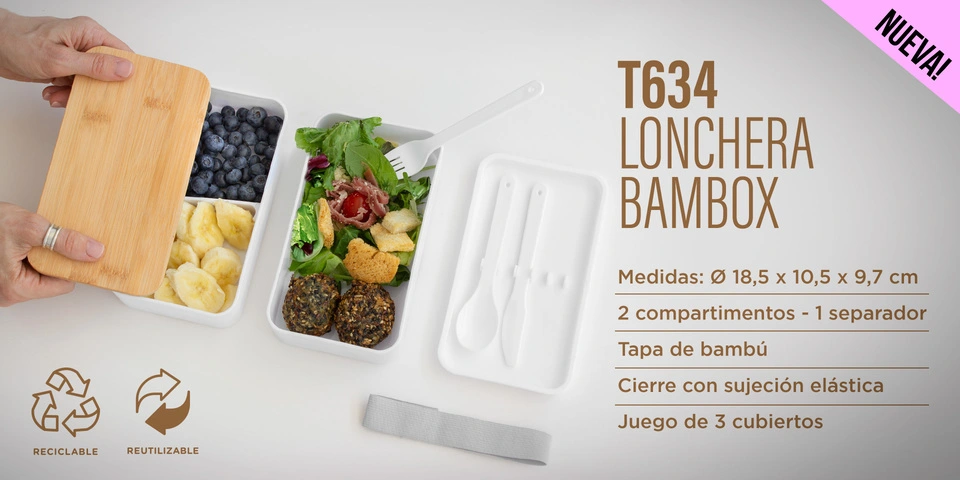 NUEVA!
T634
LONCHERA
BAMBOX
Medidas: Ø 18,5 x 10,5 x 9,7 cm
2 compartimentos - 1 separador
Tapa de bambú
Cierre con sujeción elástica
Juego de 3 cubiertos
RECICLABLE
REUTILIZABLE